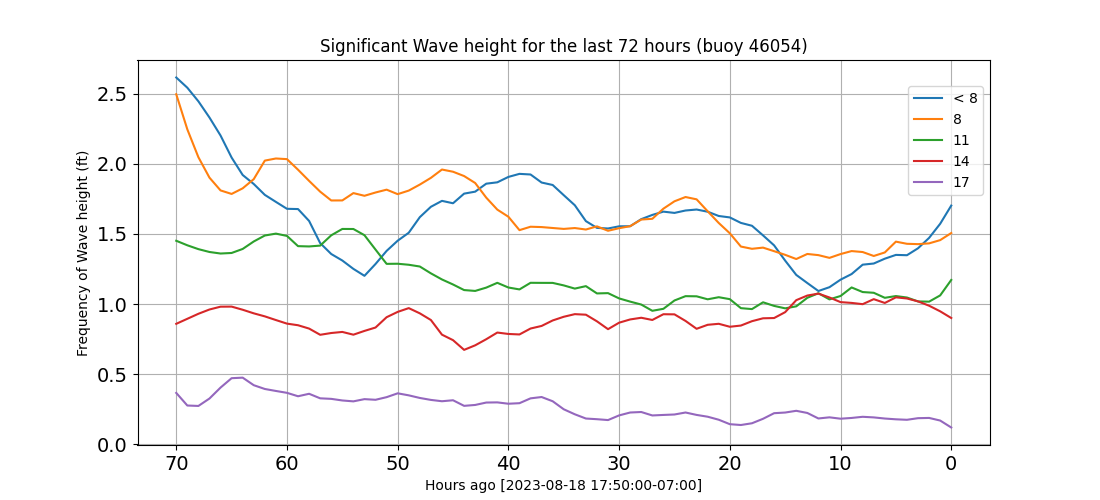 Significant Wave height for the last 72 hours (buoy 46054)
Frequency of Wave height (ft)
2.5
2.0
1.5
1.0
0.5
0.0
< 8
8
11
14
17
70 60 50 40 30 20 10 0
Hours ago [2023-08-18 17:50:00-07:00]